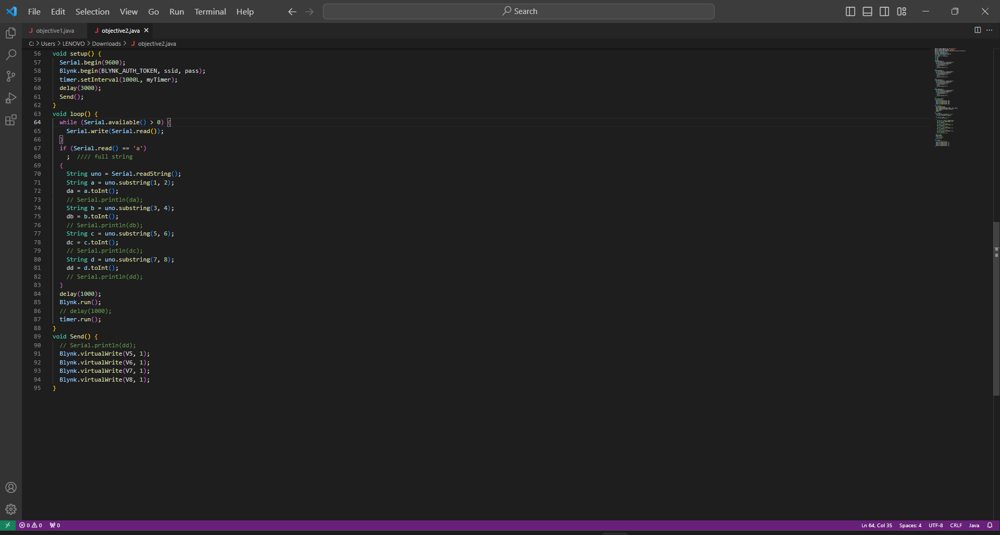 File Edit Selection View Go Run Terminal Help Search
objective1.java objective2.java
C: > Users > LENOVO > Downloads > objective2.java
56 void setup() {
57 Serial.begin(9600);
58 Blynk.begin(BLYNK_AUTH_TOKEN, ssid, pass);
59 timer.setInterval(1000L, myTimer);
60 delay(3000);
61 Send();
62 }
63 void loop() {
64 while (Serial.available() > 0) {
65 Serial.write(Serial.read());
66 }
67 if (Serial.read() == 'a')
68 ; //// full string
69 {
70 String uno = Serial.readString();
71 String a = uno.substring(1, 2);
72 da = a.toInt();
73 // Serial.println(da);
74 String b = uno.substring(3, 4);
75 db = b.toInt();
76 // Serial.println(db);
77 String c = uno.substring(5, 6);
78 dc = c.toInt();
79 // Serial.println(dc);
80 String d = uno.substring(7, 8);
81 dd = d.toInt();
82 // Serial.println(dd);
83 }
84 delay(1000);
85 Blynk.run();
86 // delay(1000);
87 timer.run();
88 }
89 void Send() {
90 // Serial.println(dd);
91 Blynk.virtualWrite(V5, 1);
92 Blynk.virtualWrite(V6, 1);
93 Blynk.virtualWrite(V7, 1);
94 Blynk.virtualWrite(V8, 1);
95 }
0 0 0 Ln 64, Col 35 Spaces: 4 UTF-8 CRLF Java